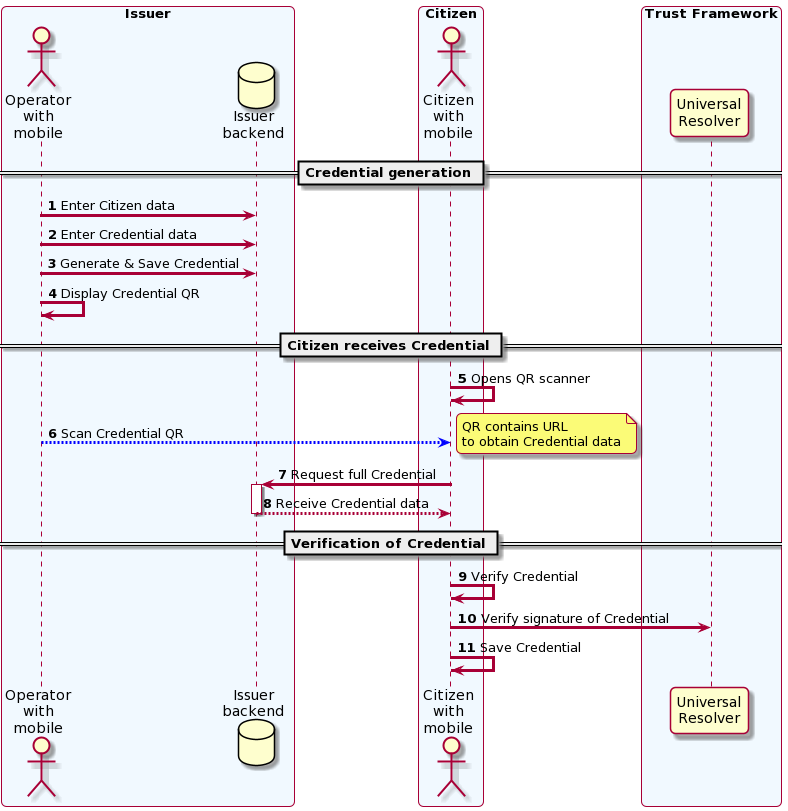 Issuer
Citizen
Trust Framework
Operator
with
mobile
Issuer
backend
Citizen
with
mobile
Universal
Resolver
Credential generation
1 Enter Citizen data
2 Enter Credential data
3 Generate & Save Credential
4 Display Credential QR
Citizen receives Credential
5 Opens QR scanner
6 Scan Credential QR
QR contains URL
to obtain Credential data
7 Request full Credential
8 Receive Credential data
Verification of Credential
9 Verify Credential
10 Verify signature of Credential
11 Save Credential
Operator
with
mobile
Issuer
backend
Citizen
with
mobile
Universal
Resolver